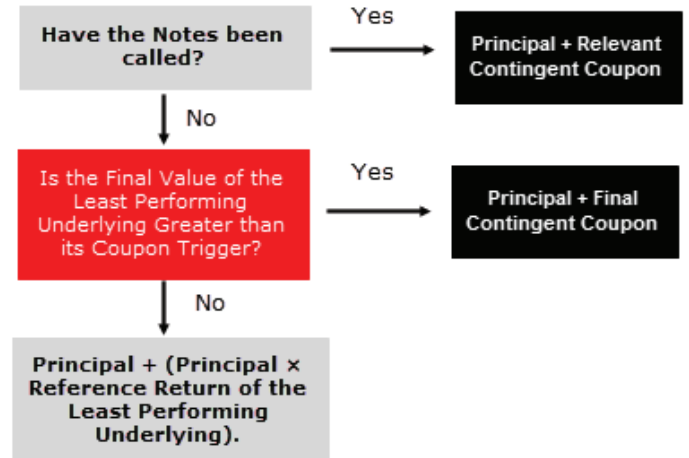 Have the Notes been
called?
Yes
Principal + Relevant
Contingent Coupon
No
Is the Final Value of the
Least Performing
Underlying Greater than
its Coupon Trigger?
Yes
Principal + Final
Contingent Coupon
No
Principal + (Principal ×
Reference Return of the
Least Performing
Underlying).